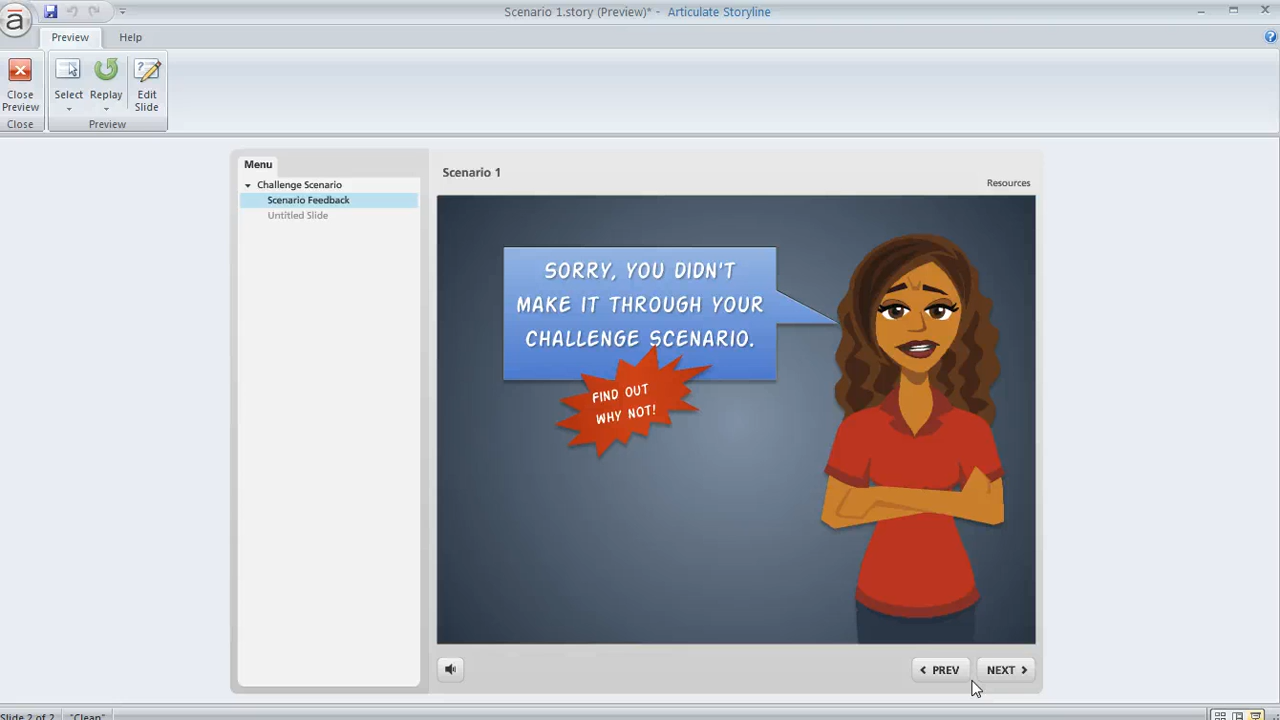 Scenario 1.story (Preview)* - Articulate Storyline
Preview Help
Close Preview
Select
Replay
Edit Slide
Close
Preview
Menu
Challenge Scenario
Scenario Feedback
Untitled Slide
Scenario 1
Resources
SORRY, YOU DIDN'T
MAKE IT THROUGH YOUR
CHALLENGE SCENARIO.
FIND OUT
WHY NOT!
PREV
NEXT
Slide 2 of 2 "Clean"